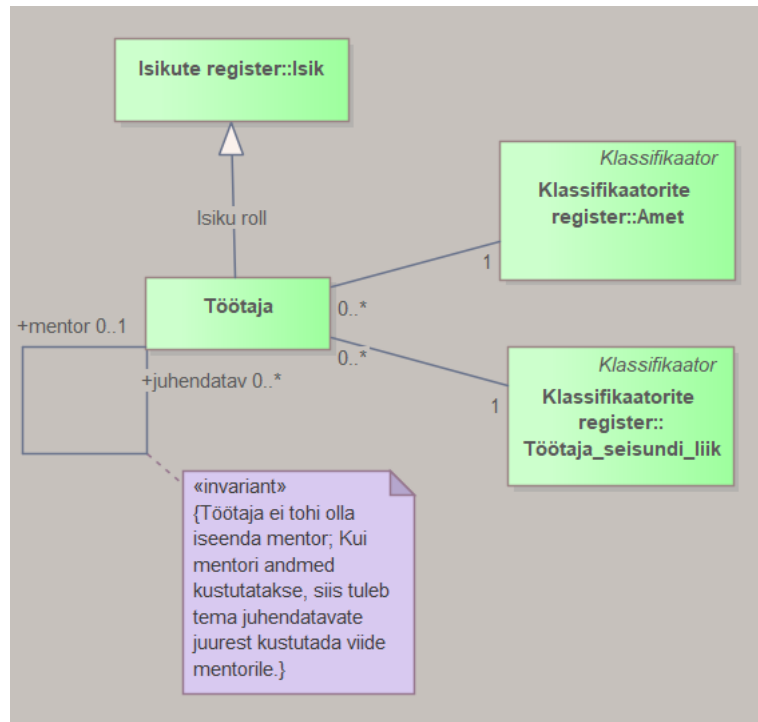 Isikute register::Isik
Klassifikaator
Klassifikaatorite
register::Amet
Isiku roll
1
Töötaja
0..*
+mentor 0..1
0..*
Klassifikaator
+juhendatav 0..*
Klassifikaatorite
register::
Töötaja_seisundi_liik
1
«invariant»
{Töötaja ei tohi olla
iseenda mentor; Kui
mentori andmed
kustutatakse, siis tuleb
tema juhendatavate
juurest kustutada viide
mentorile.}